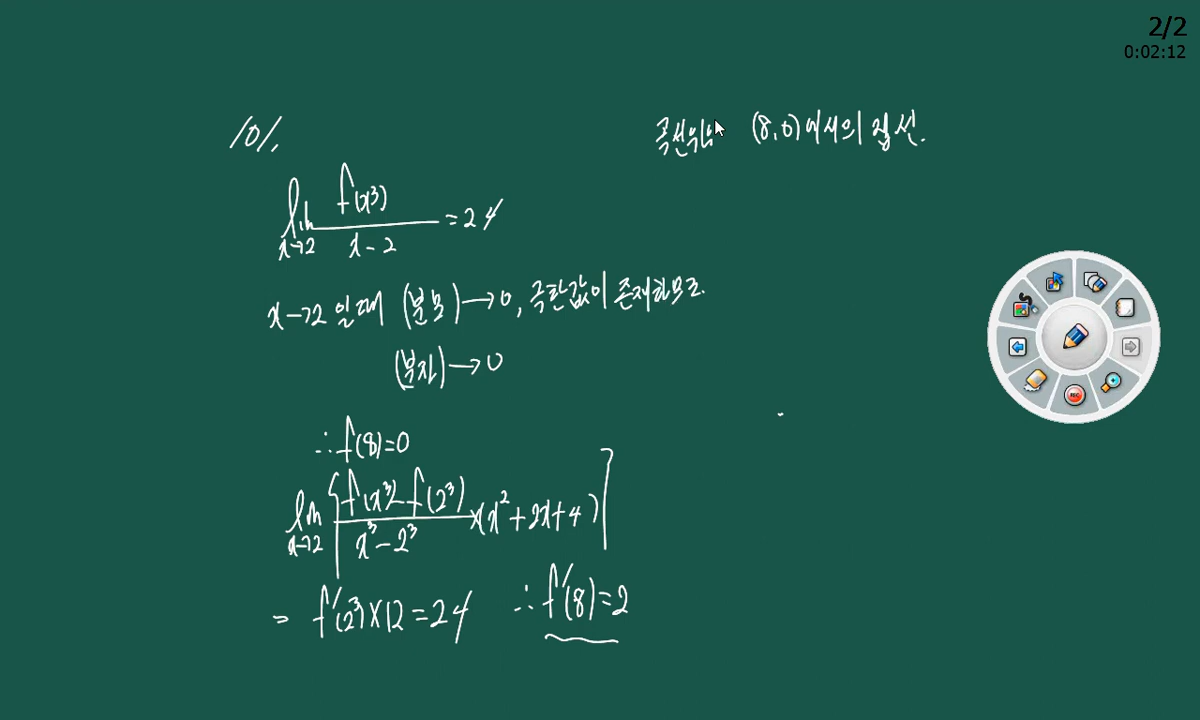 2/2
0:02:12
101.
곡선위의 (8, 0)에서의 접선.
lim x→2 f(x³) / x-2 = 24
x→2 일때 (분모)→0, 극한값이 존재하므로.
(분자)→0
∴ f(8)=0
lim x→2 [ f(x³)-f(2³) / x³-2³ ×(x²+2x+4) ]
= f'(2³)×12=24 ∴ f'(8)=2
REC